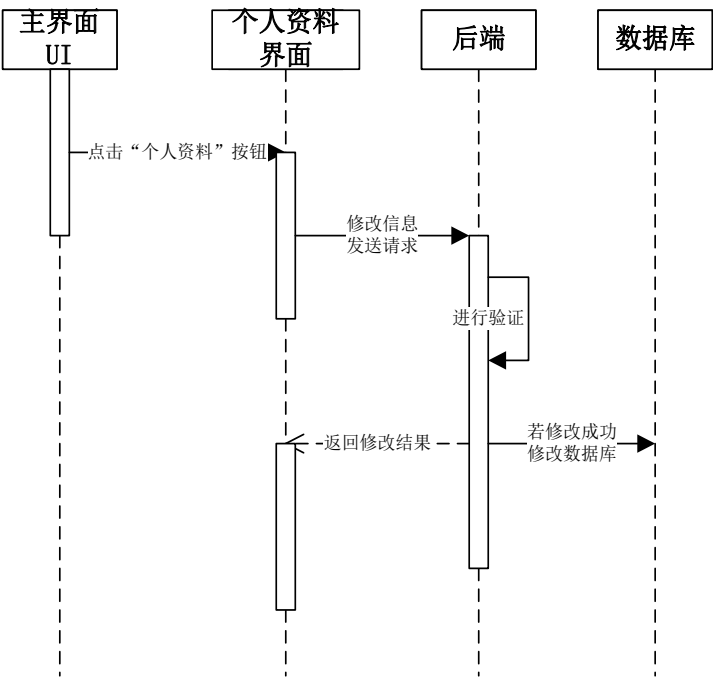 主界面
UI
个人资料
界面
后端
数据库
点击“个人资料”按钮
修改信息
发送请求
进行验证
返回修改结果
若修改成功
修改数据库